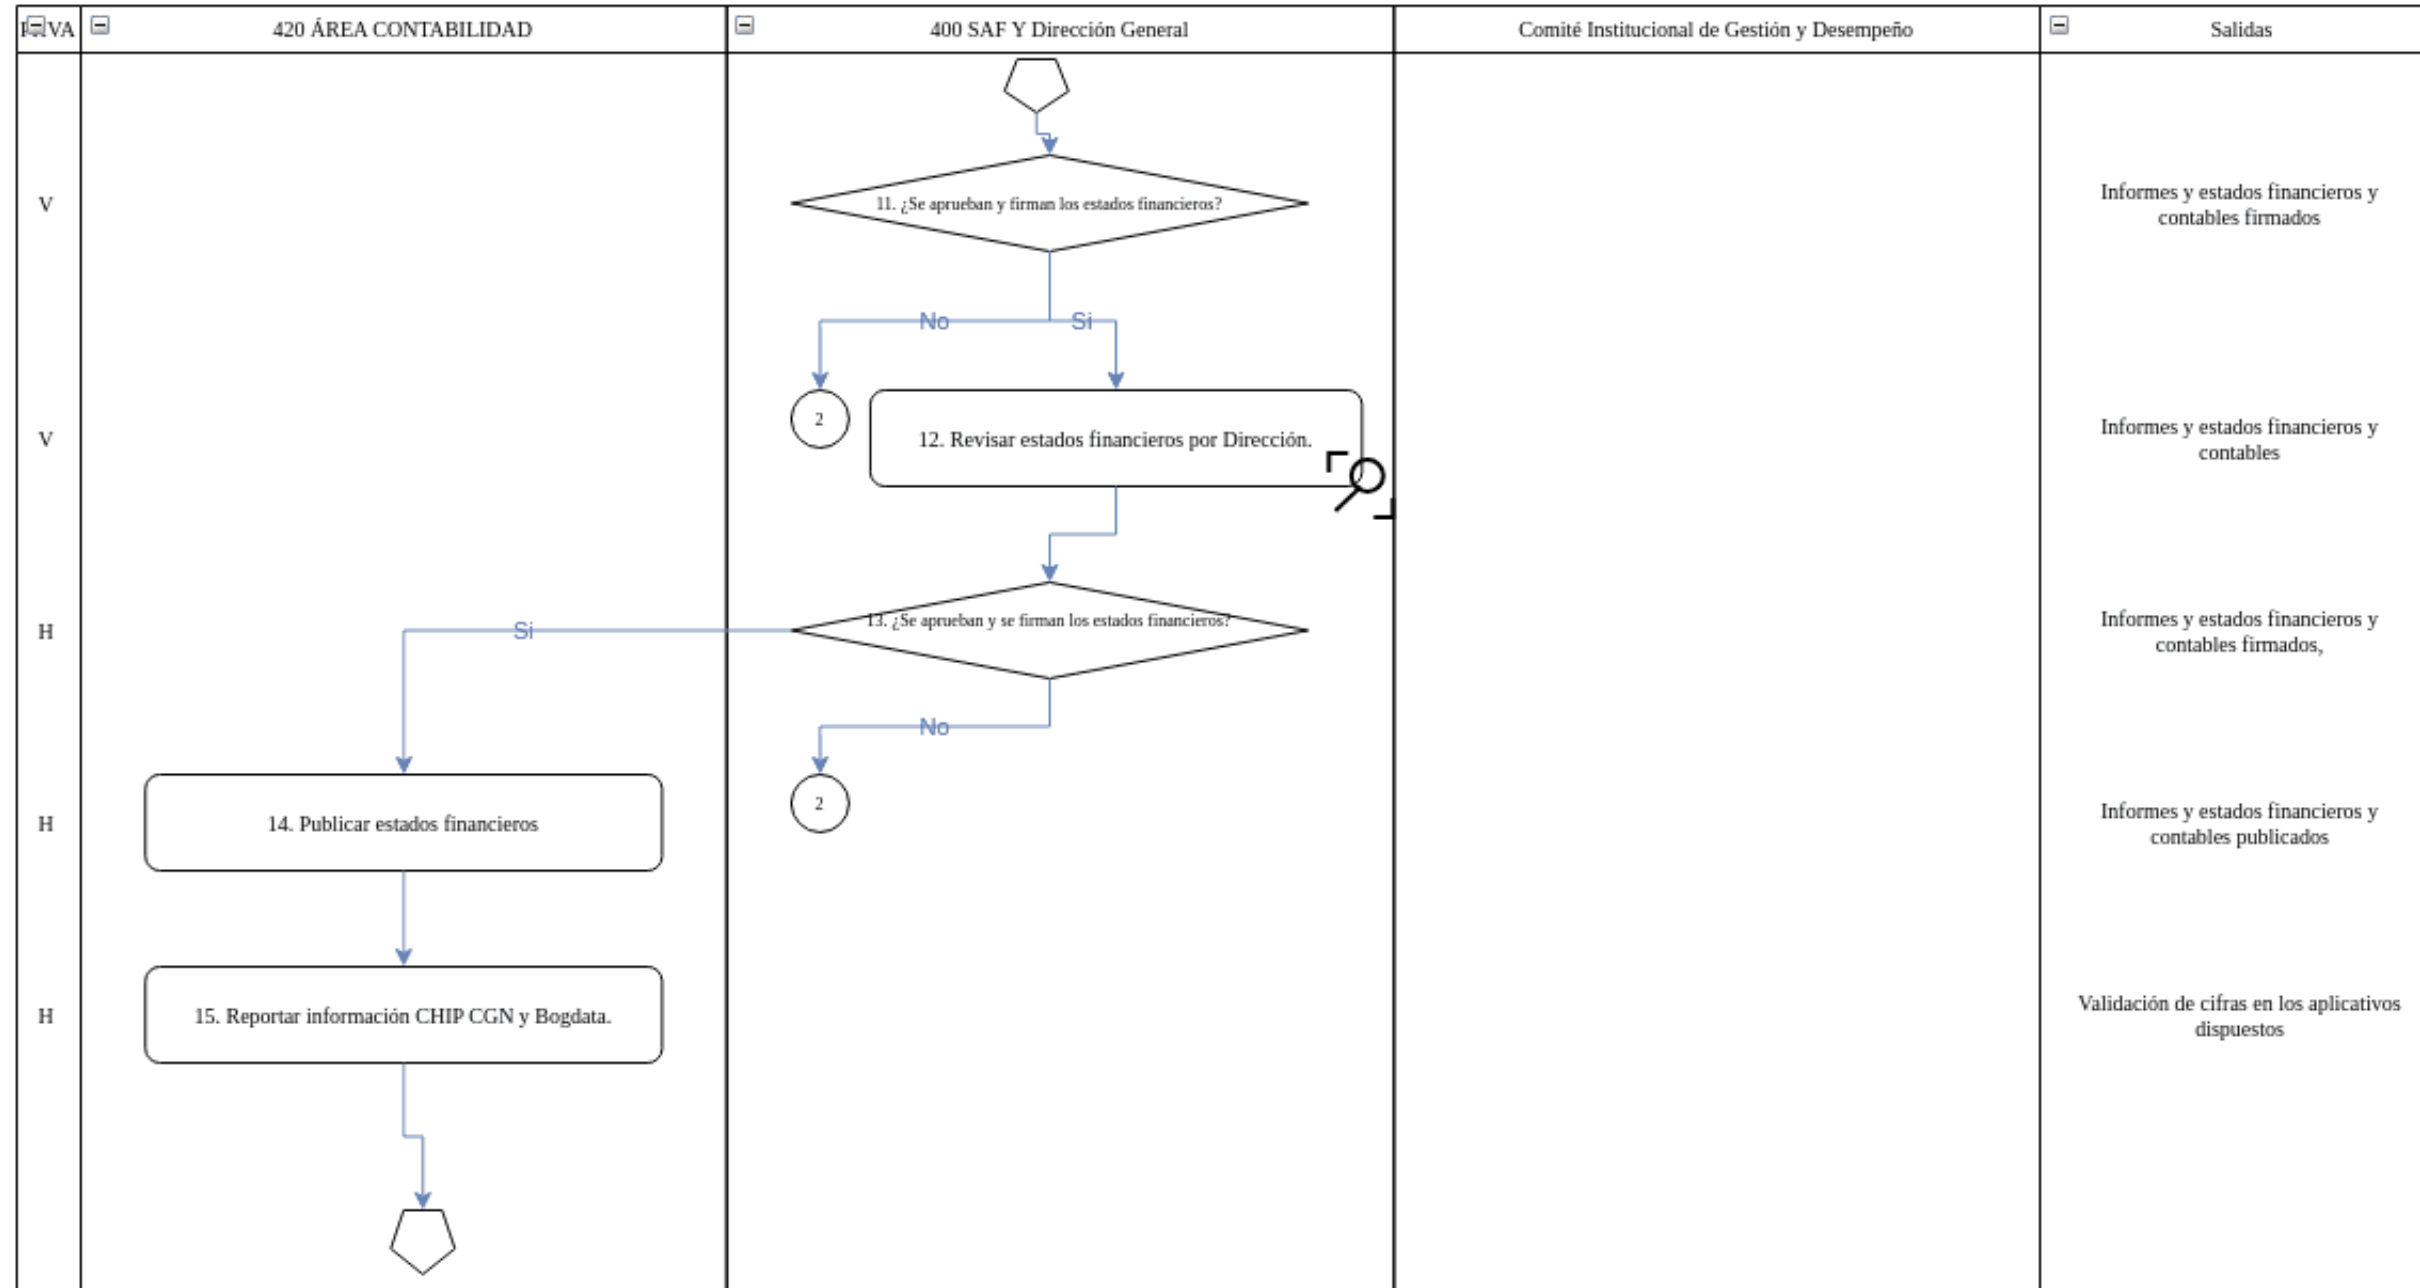 VA
420 ÁREA CONTABILIDAD
400 SAF Y Dirección General
Comité Institucional de Gestión y Desempeño
Salidas
V
11. ¿Se aprueban y firman los estados financieros?
Informes y estados financieros y
contables firmados
No
Si
V
2
12. Revisar estados financieros por Dirección.
Informes y estados financieros y
contables
H
Si
13. ¿Se aprueban y se firman los estados financieros?
Informes y estados financieros y
contables firmados,
No
H
14. Publicar estados financieros
2
Informes y estados financieros y
contables publicados
H
15. Reportar información CHIP CGN y Bogdata.
Validación de cifras en los aplicativos
dispuestos